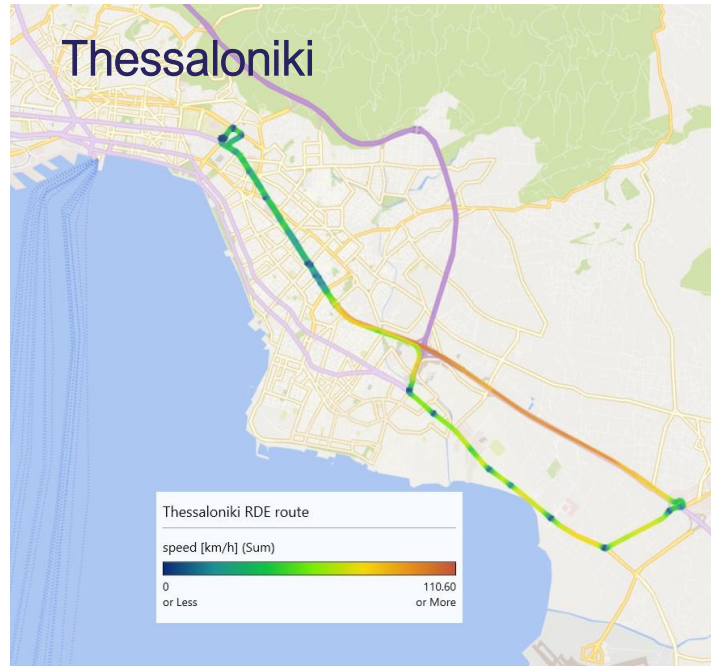 Thessaloniki
Thessaloniki RDE route
speed [km/h] (Sum)
0 110.60
or Less or More